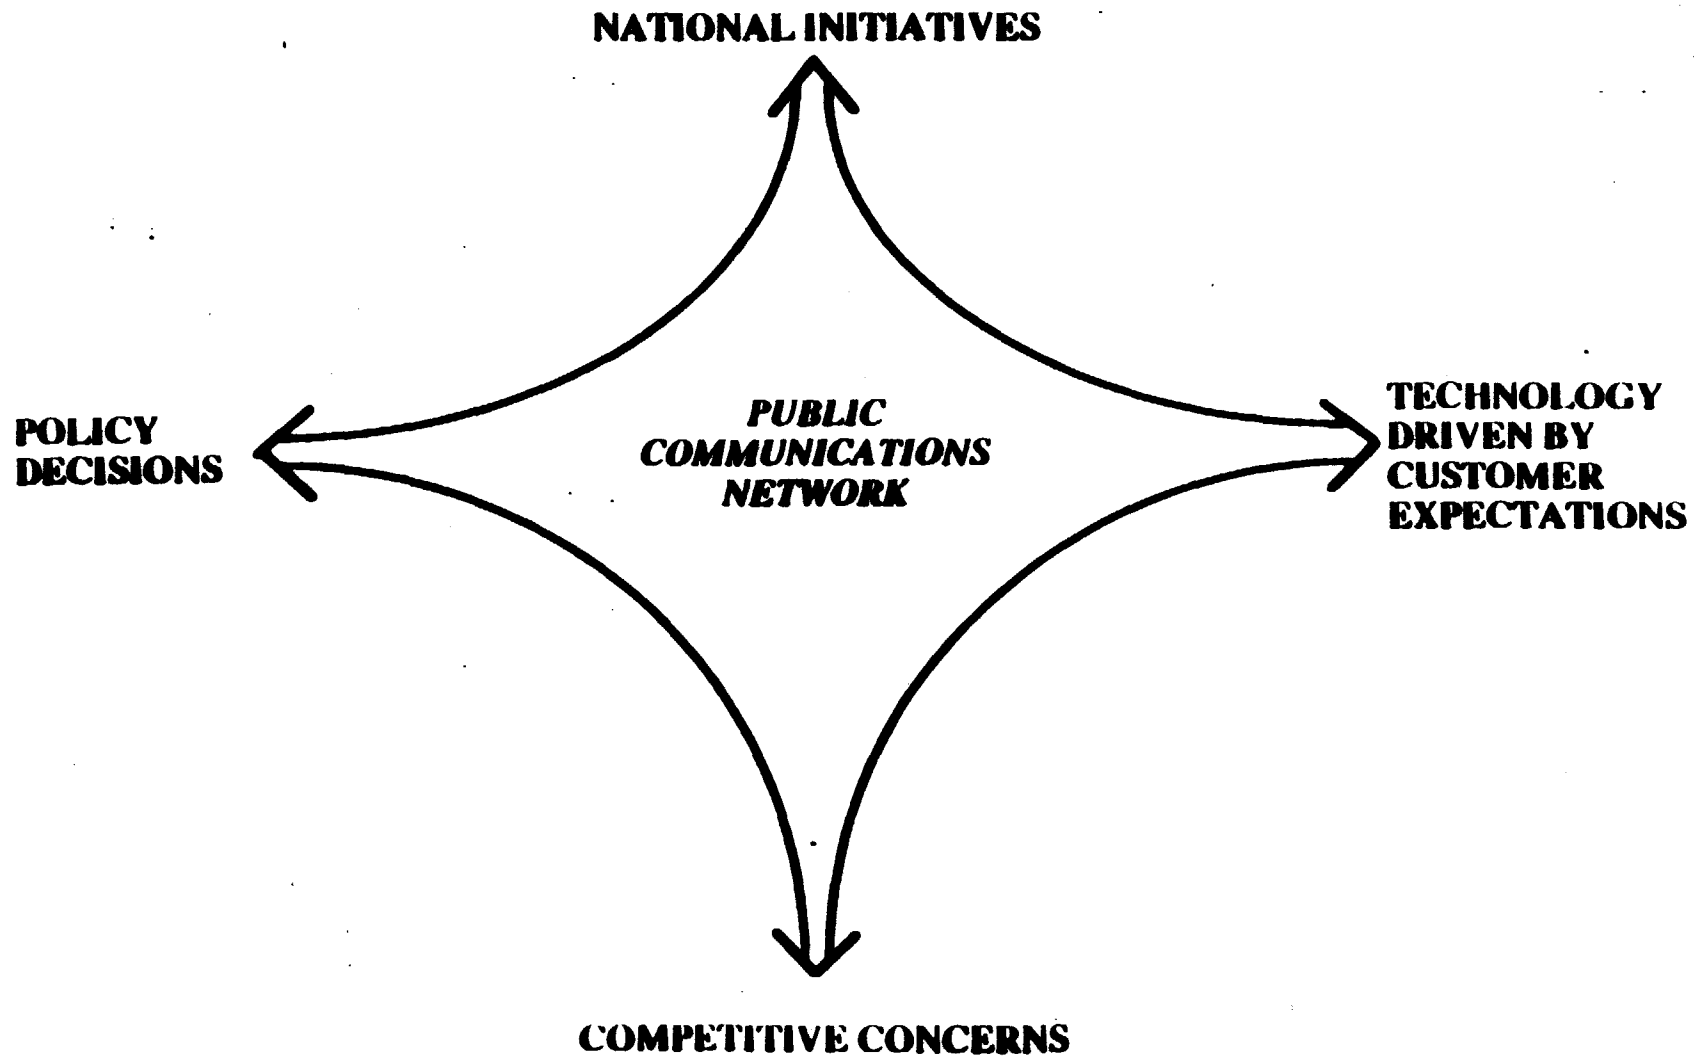 NATIONAL INITIATIVES
POLICY
DECISIONS
PUBLIC
COMMUNICATIONS
NETWORK
TECHNOLOGY
DRIVEN BY
CUSTOMER
EXPECTATIONS
COMPETITIVE CONCERNS